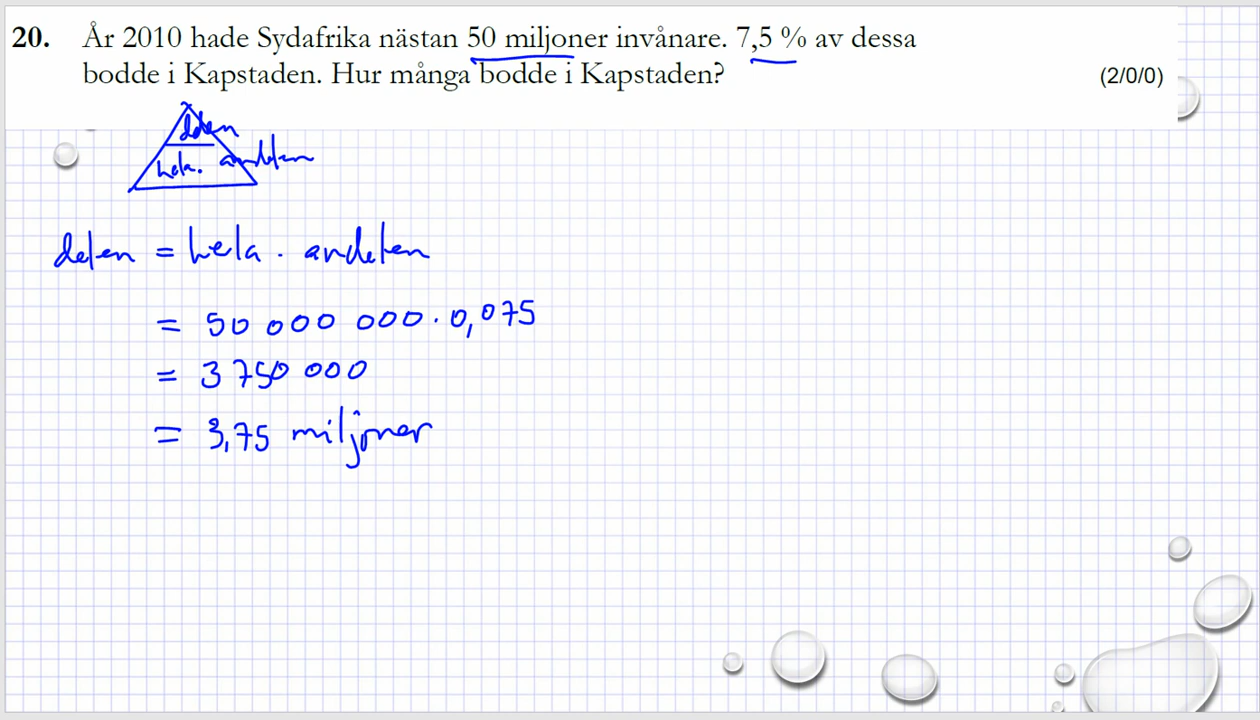 20. År 2010 hade Sydafrika nästan 50 miljoner invånare. 7,5 % av dessa
bodde i Kapstaden. Hur många bodde i Kapstaden?
(2/0/0)
delen
hela · andelen
delen = hela · andelen
= 50 000 000 · 0,075
= 3 750 000
= 3,75 miljoner